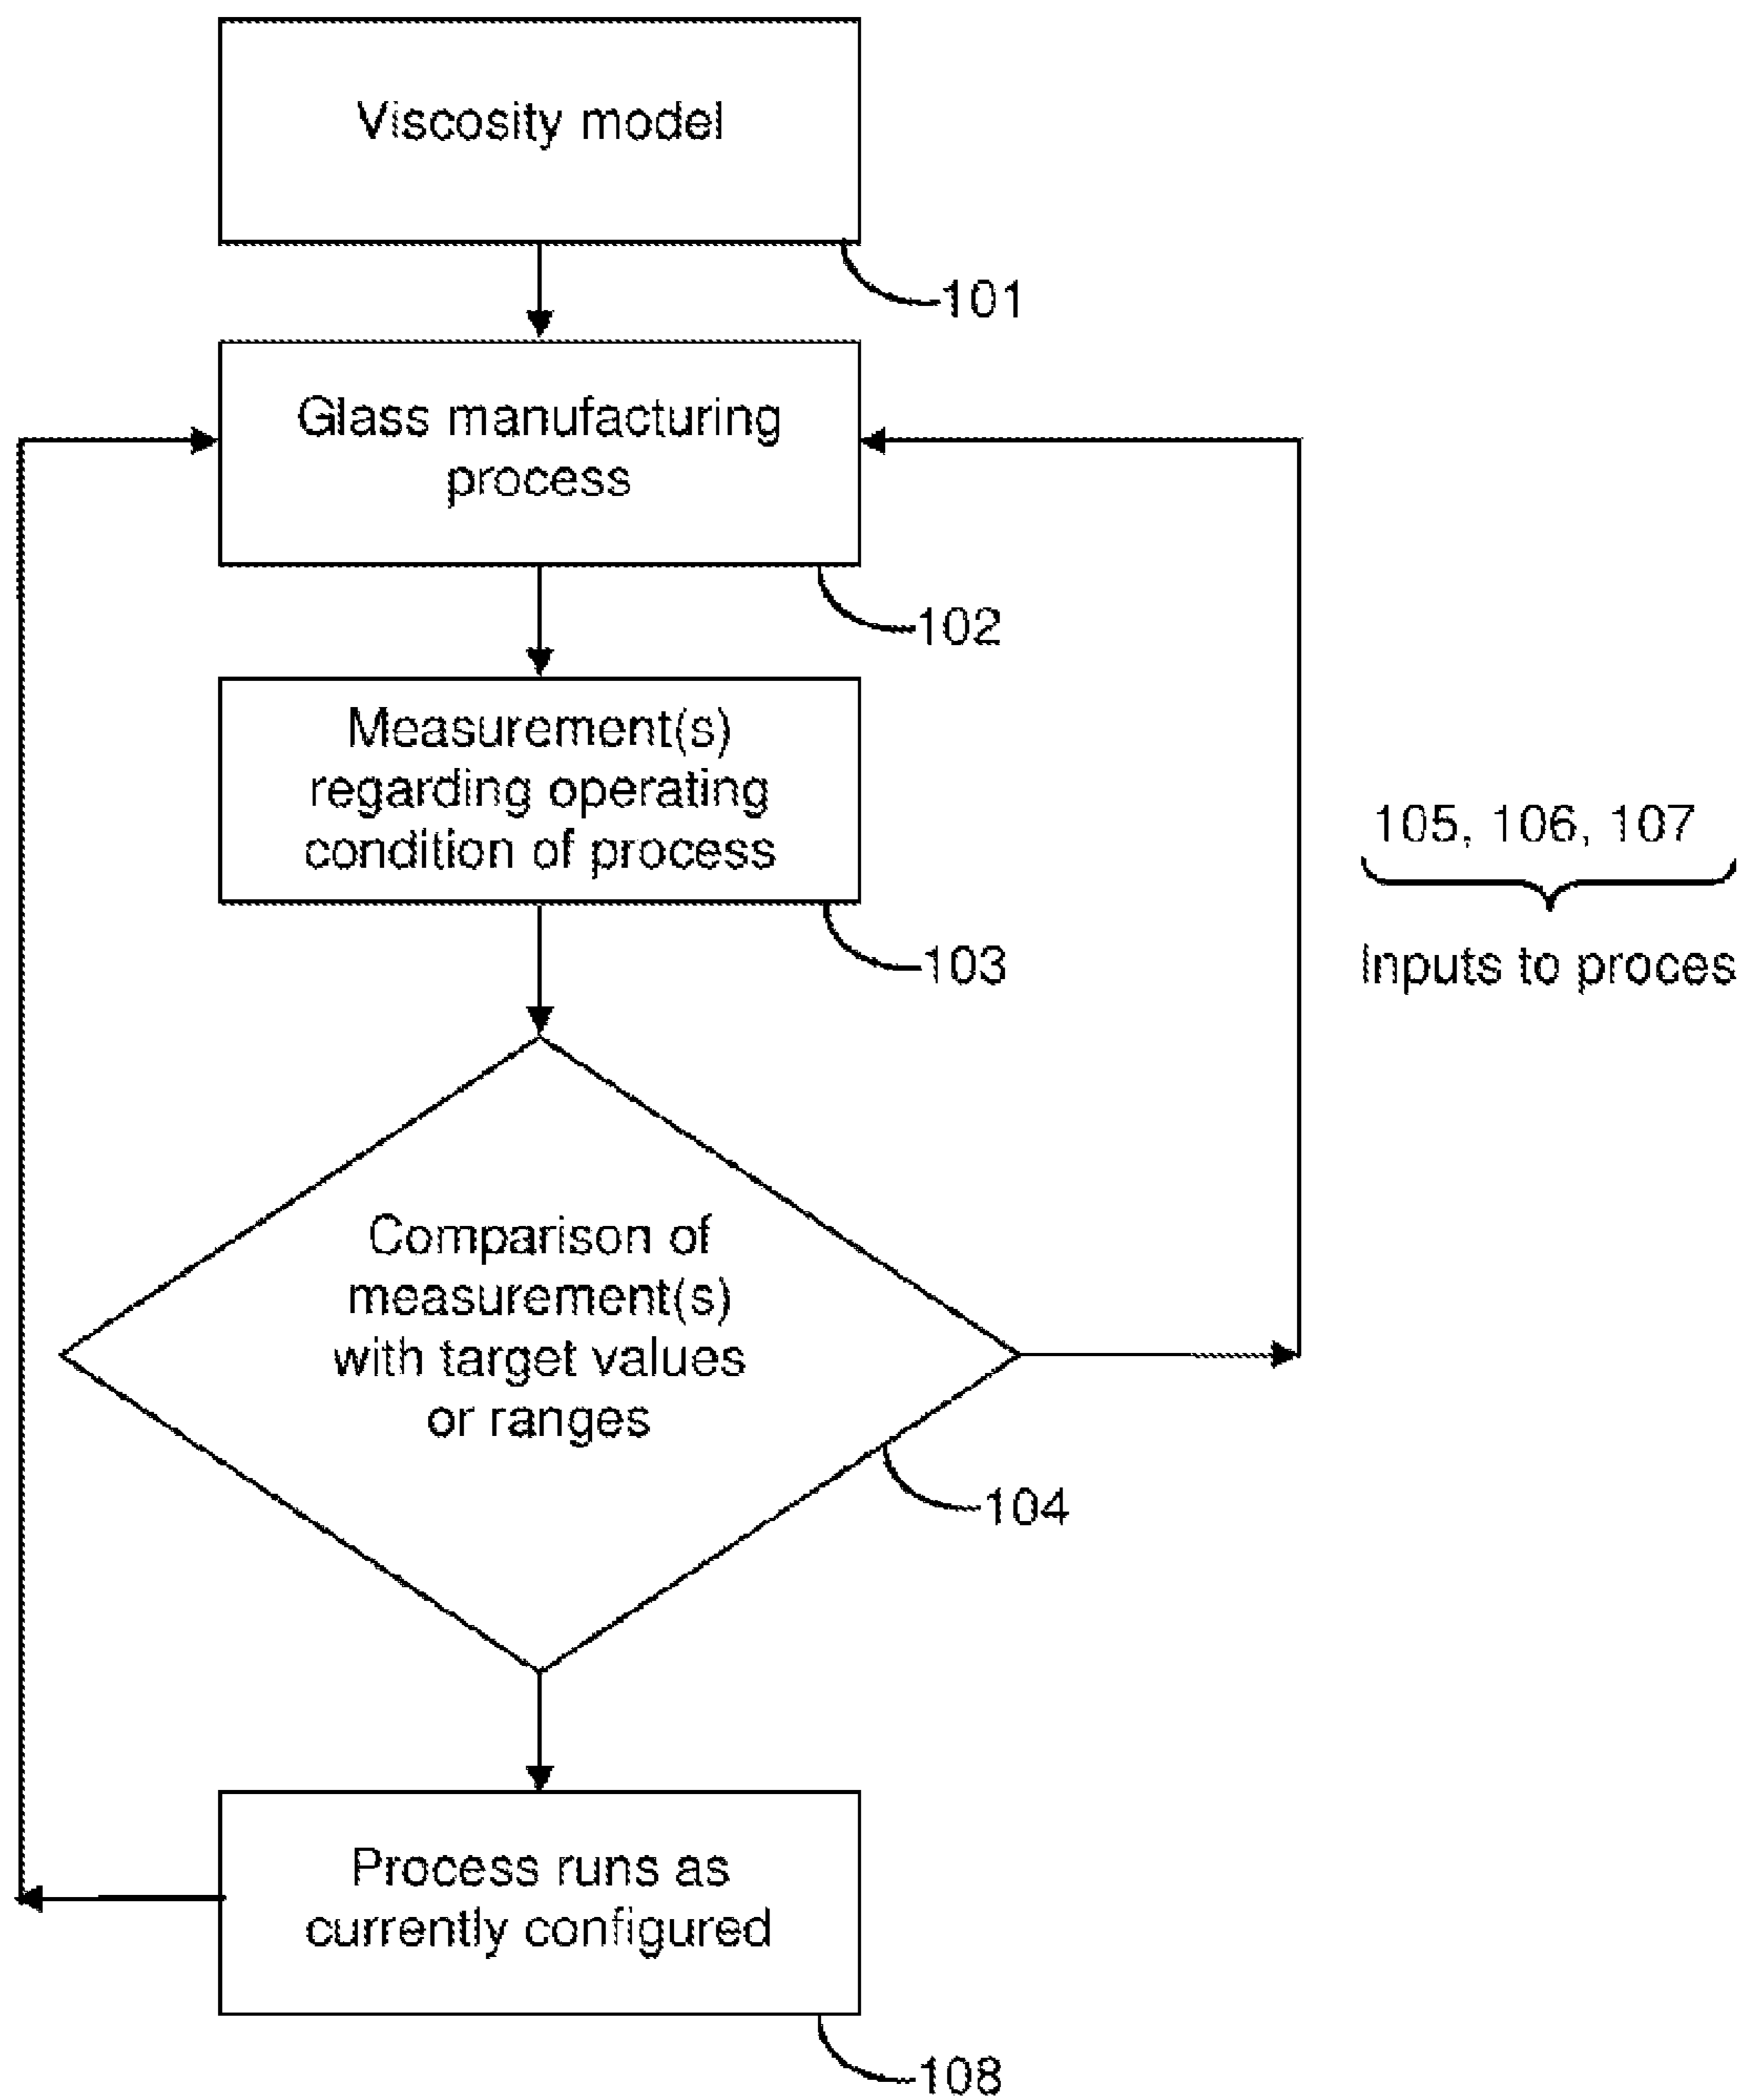 Viscosity model
101
Glass manufacturing
process
102
Measurement(s)
regarding operating
condition of process
103
105, 106, 107
Inputs to proces
Comparison of
measurement(s)
with target values
or ranges
104
Process runs as
currently configured
108